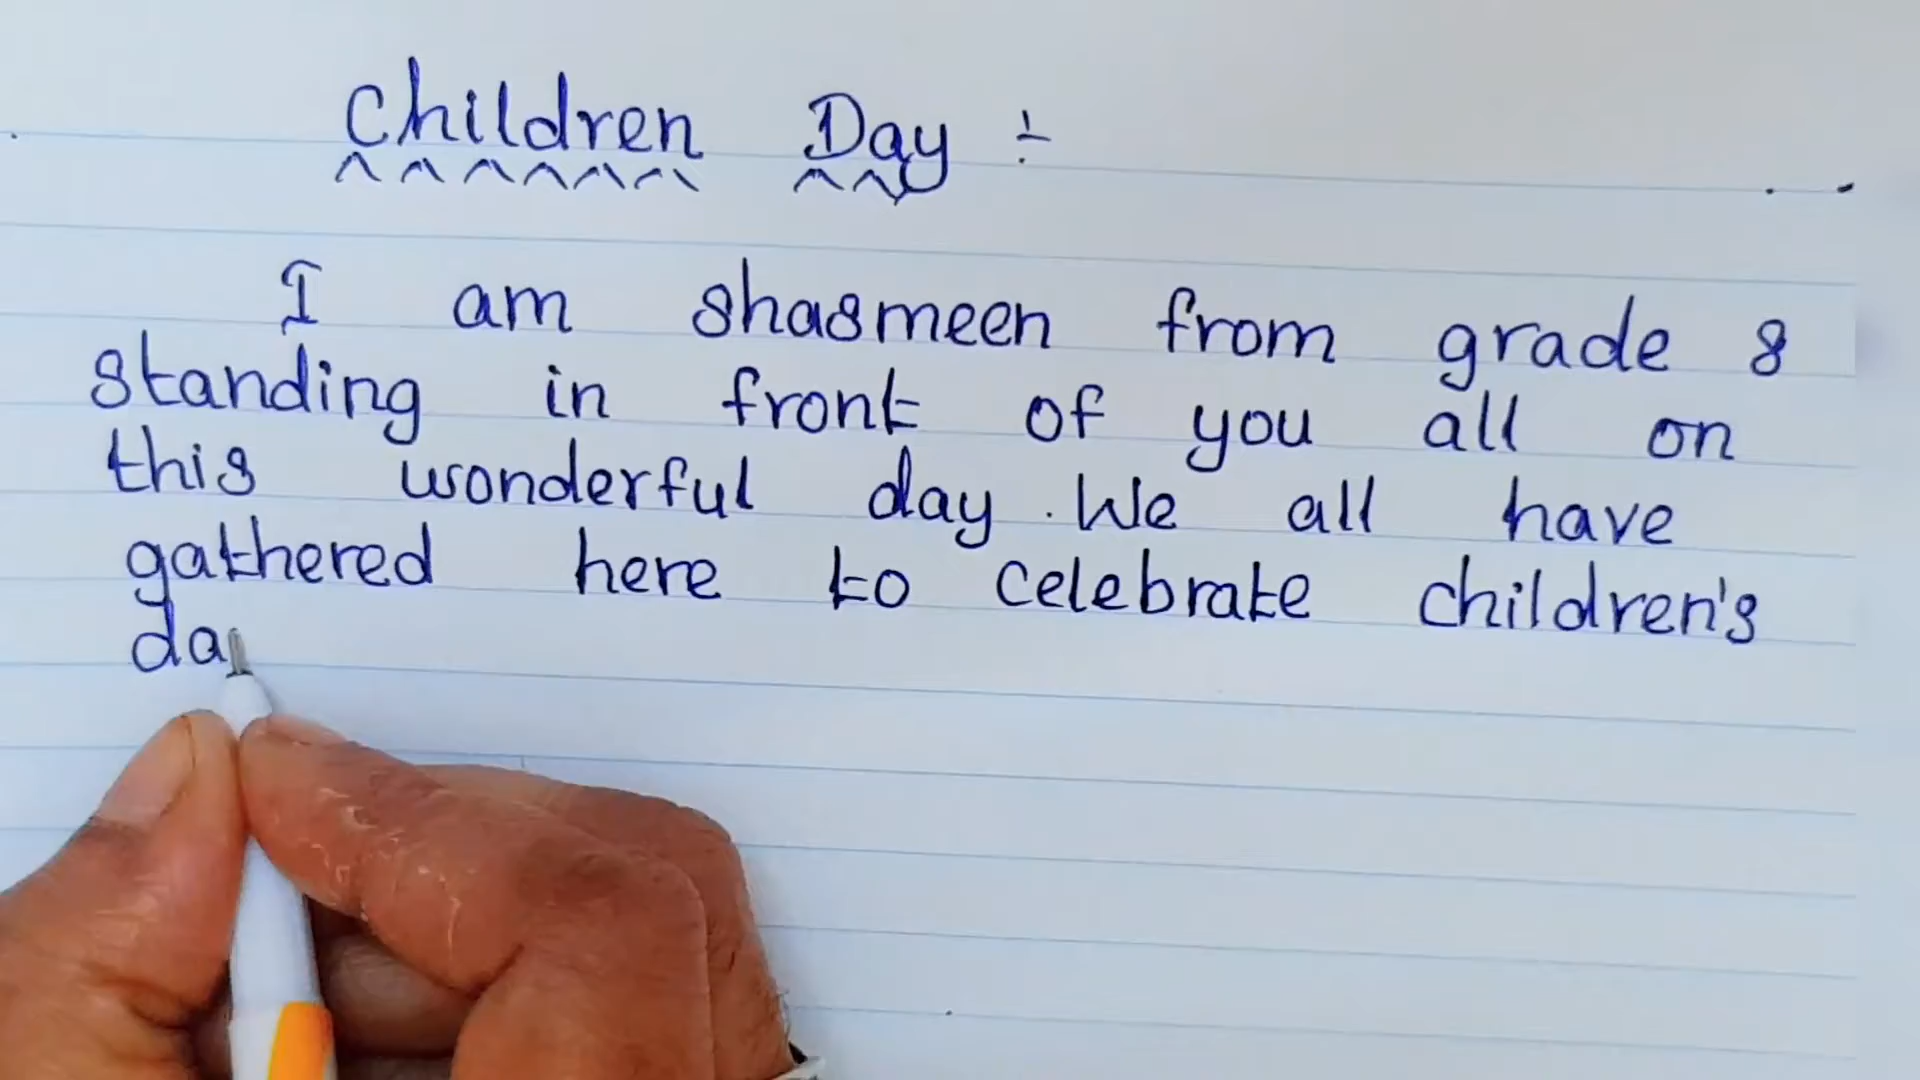 Children Day :-
I am shasmeen from grade 8
standing in front of you all on
this wonderful day. We all have
gathered here to celebrate children's
da